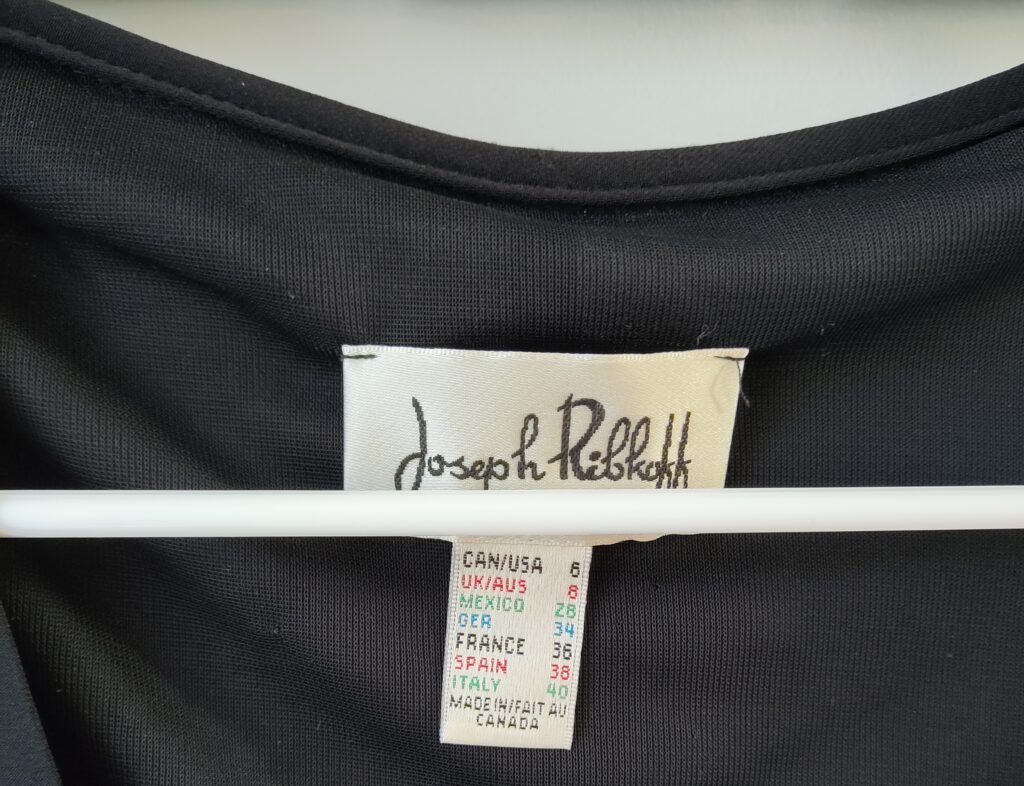 Joseph Ribkoff
CAN/USA 6
UK/AUS 8
MEXICO 28
GER 34
FRANCE 36
SPAIN 38
ITALY 40
MADE IN/FAIT AU
CANADA